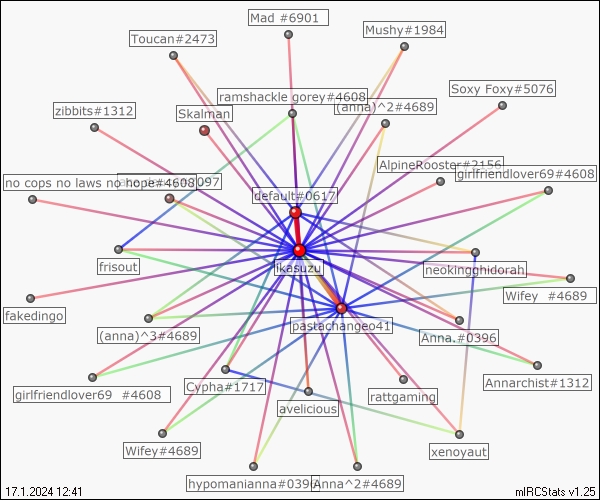 Mad #6901
Toucan#2473
Mushy#1984
Soxy Foxy#5076
ramshackle gorey#4608
(anna)^2#4689
zibbits#1312
Skalman
AlpineRooster#2156
girlfriendlover69#4608
no cops no laws no hope#4608
default#0617
frisout
ikasuzu
neokingghidorah
Wifey #4689
fakedingo
pastachangeo41
(anna)^3#4689
Anna.#0396
Cypha#1717
Annarchist#1312
girlfriendlover69 #4608
rattgaming
avelicious
Wifey#4689
xenoyaut
hypomanianna#039
Anna^2#4689
17.1.2024 12:41
mIRCStats v1.25